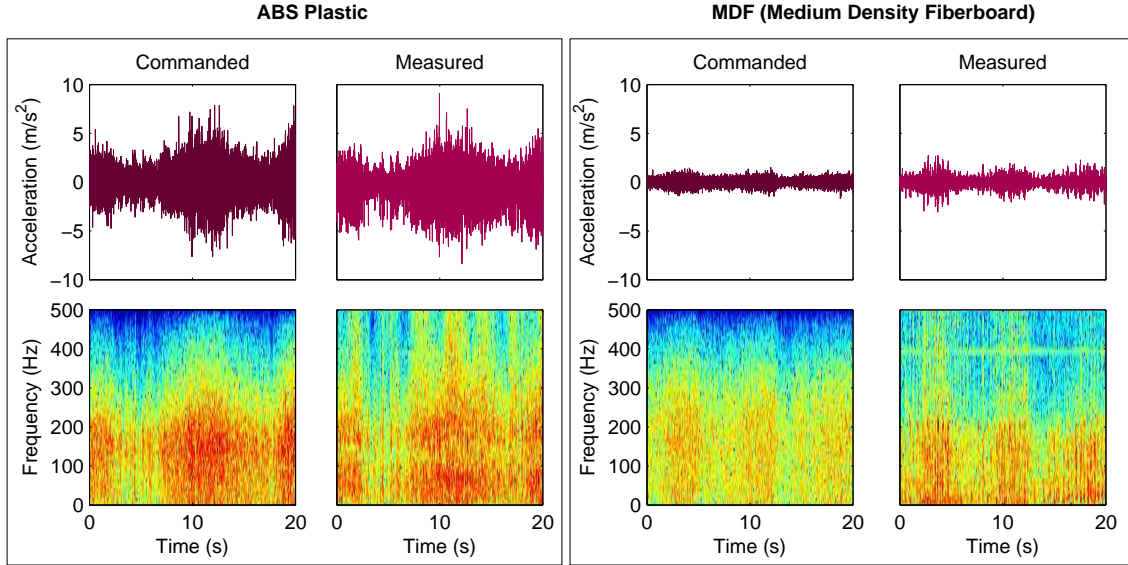 ABS Plastic
MDF (Medium Density Fiberboard)
Commanded
Measured
Commanded
Measured
Acceleration (m/s²)
10
5
0
−5
−10
Acceleration (m/s²)
10
5
0
−5
−10
Frequency (Hz)
500
400
300
200
100
0
Frequency (Hz)
500
400
300
200
100
0
0 10 20
0 10 20
0 10 20
0 10 20
Time (s)
Time (s)
Time (s)
Time (s)